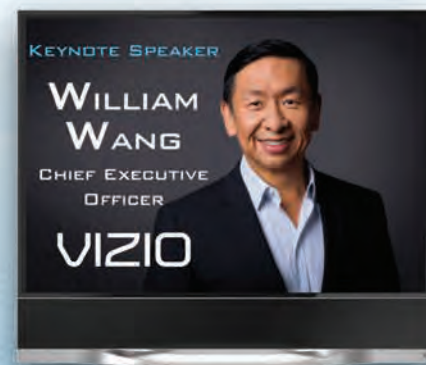 KEYNOTE SPEAKER
WILLIAM
WANG
CHIEF EXECUTIVE
OFFICER
VIZIO